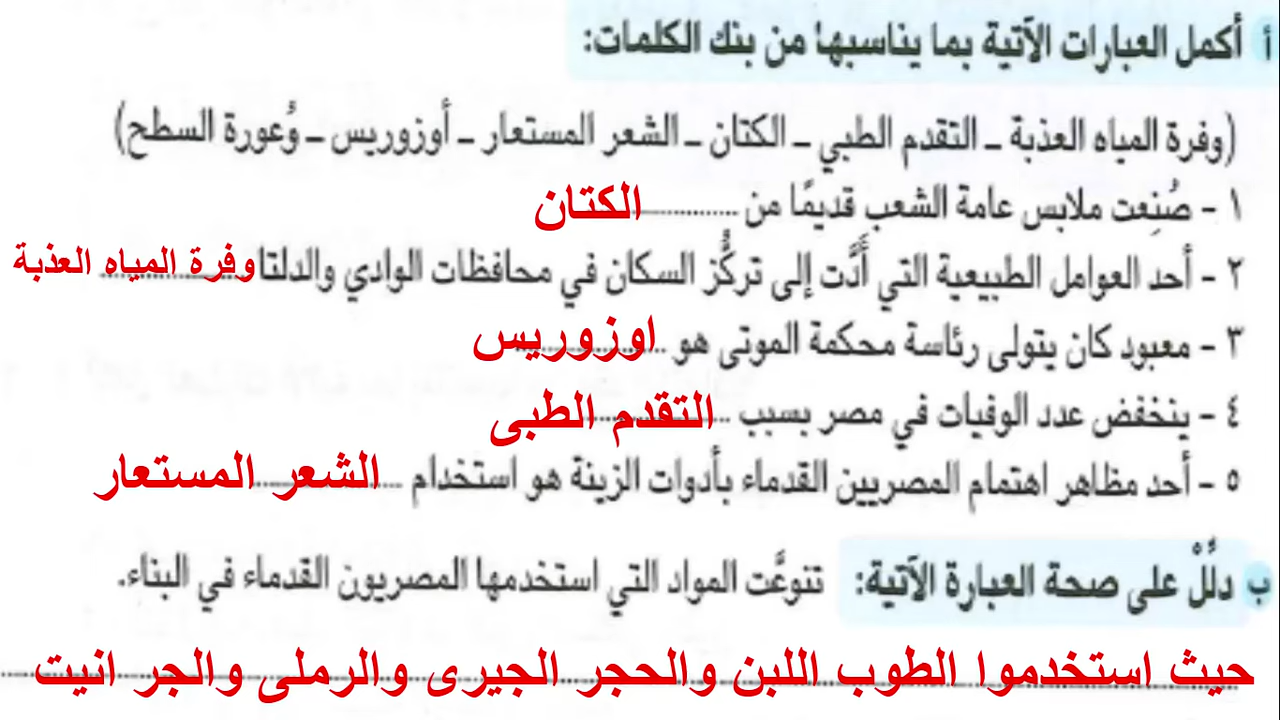 أ أكمل العبارات الآتية بما يناسبها من بنك الكلمات:
(وفرة المياه العذبة – التقدم الطبي – الكتان – الشعر المستعار – أوزوريس – وُعورة السطح)
١ - صُنِعت ملابس عامة الشعب قديمًا من الكتان
٢ - أحد العوامل الطبيعية التي أدَّت إلى تركُّز السكان في محافظات الوادي والدلتا وفرة المياه العذبة
٣ - معبود كان يتولى رئاسة محكمة الموتى هو اوزوريس
٤ - ينخفض عدد الوفيات في مصر بسبب التقدم الطبى
٥ - أحد مظاهر اهتمام المصريين القدماء بأدوات الزينة هو استخدام الشعر المستعار
ب دلِّلْ على صحة العبارة الآتية: تنوعَّت المواد التي استخدمها المصريون القدماء في البناء.
حيث استخدموا الطوب اللبن والحجر الجيرى والرملى والجر انيت